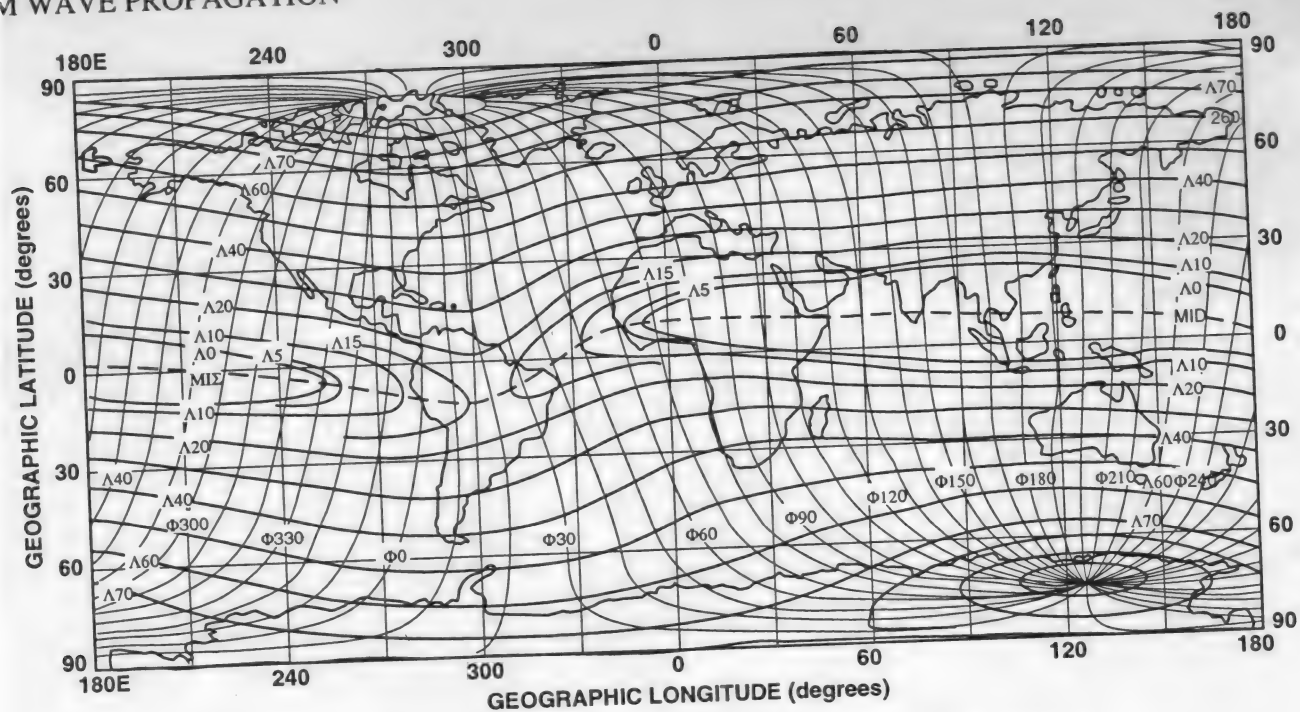 M WAVE PROPAGATION
180E 240 300 0 60 120 180
90 90
Λ70
260
60 Λ70 60
Λ60 Λ40
Λ40 Λ20 30
30 Λ15 Λ10
Λ20 Λ5 Λ0
Λ10 Λ15 MID
Λ0 Λ5 0
0 MIΣ Λ10
Λ10 Λ20
Λ20 Λ40 30
30 Λ40 Λ40 Φ120 Φ150 Φ180 Φ210 Λ60 Φ240
Φ300 Φ330 Φ0 Φ30 Φ60 Φ90 Λ70 60
60 Λ60
Λ70
90 90
180E 240 300 0 60 120 180
GEOGRAPHIC LATITUDE (degrees)
GEOGRAPHIC LONGITUDE (degrees)